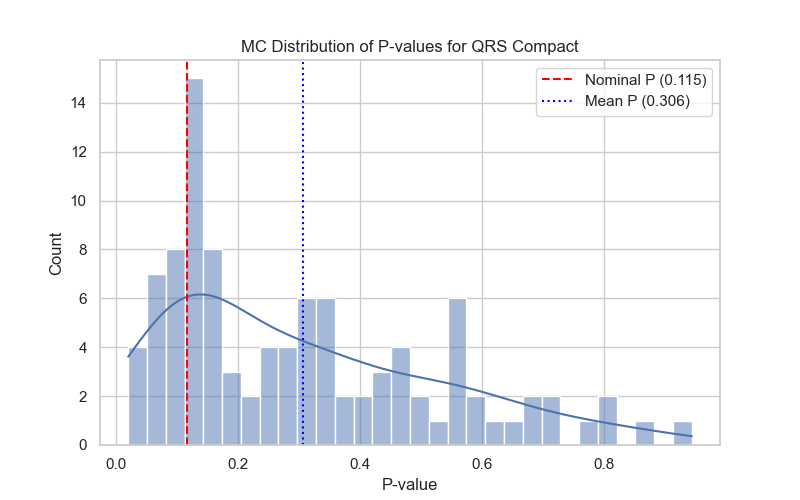 MC Distribution of P-values for QRS Compact
Nominal P (0.115)
Mean P (0.306)
Count
14
12
10
8
6
4
2
0
0.0 0.2 0.4 0.6 0.8
P-value